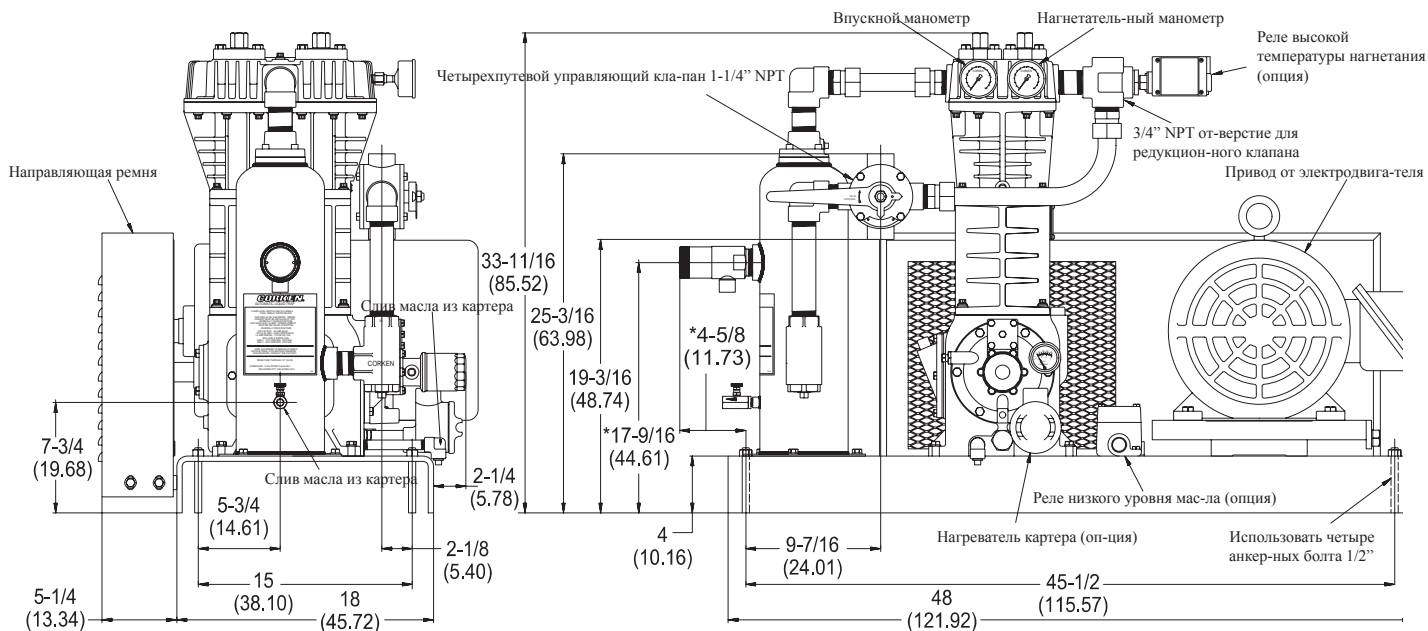 Впускной манометр
Нагнетатель-ный манометр
Реле высокой
температуры нагнетания
(опция)
Четырехпутевой управляющий кла-пан 1-1/4” NPT
3/4” NPT от-верстие для
редукцион-ного клапана
Направляющая ремня
Привод от электродвига-теля
33-11/16
(85.52)
Слив масла из картера
25-3/16
(63.98)
*4-5/8
(11.73)
19-3/16
(48.74)
*17-9/16
(44.61)
CORKEN
CORKEN
7-3/4
(19.68)
Слив масла из картера
2-1/4
(5.78)
5-3/4
(14.61)
2-1/8
(5.40)
15
(38.10)
18
(45.72)
5-1/4
(13.34)
4
(10.16)
9-7/16
(24.01)
Реле низкого уровня мас-ла (опция)
Нагреватель картера (оп-ция)
Использовать четыре
анкер-ных болта 1/2”
45-1/2
(115.57)
48
(121.92)